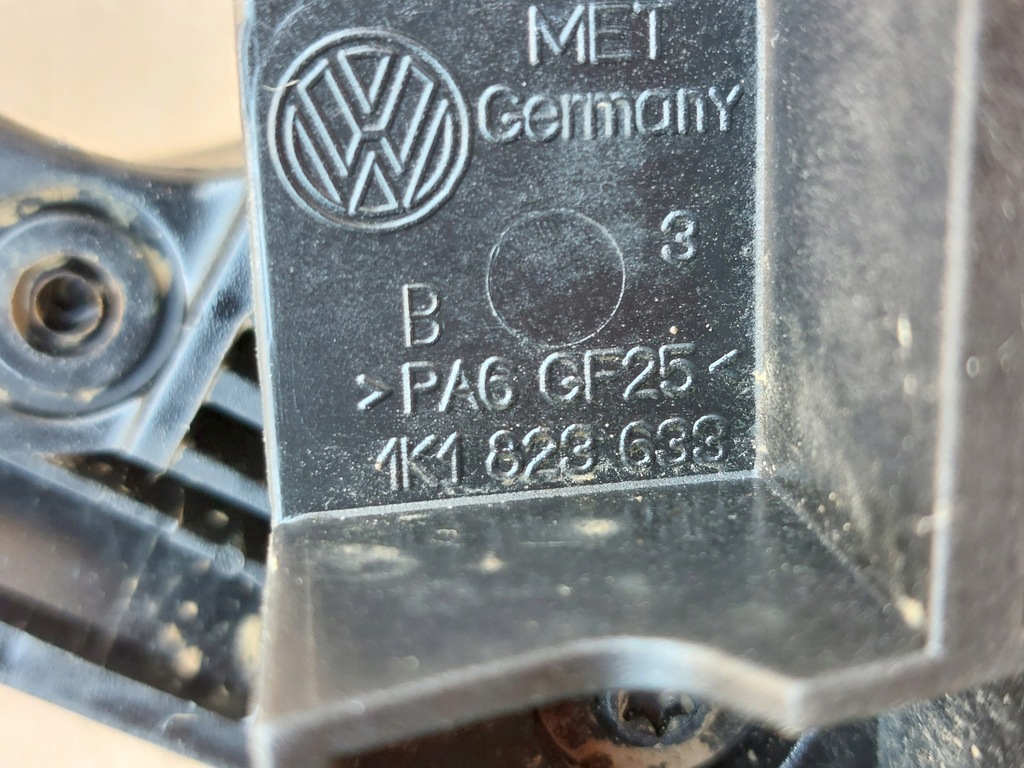 MET
Germany
3
B
>PA6 GF25<
1K1 823 633